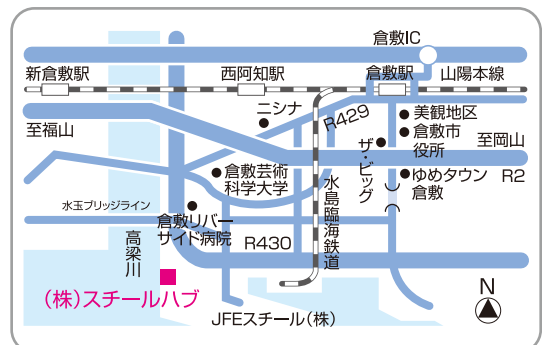 倉敷IC
新倉敷駅
西阿知駅
倉敷駅
山陽本線
ニシナ
R429
美観地区
倉敷市
役所
至福山
ザ・ビッグ
至岡山
倉敷芸術
科学大学
ゆめタウン
倉敷
R2
水玉ブリッジライン
倉敷リバー
サイド病院
水島臨海鉄道
高梁川
R430
(株)スチールハブ
JFEスチール(株)
N